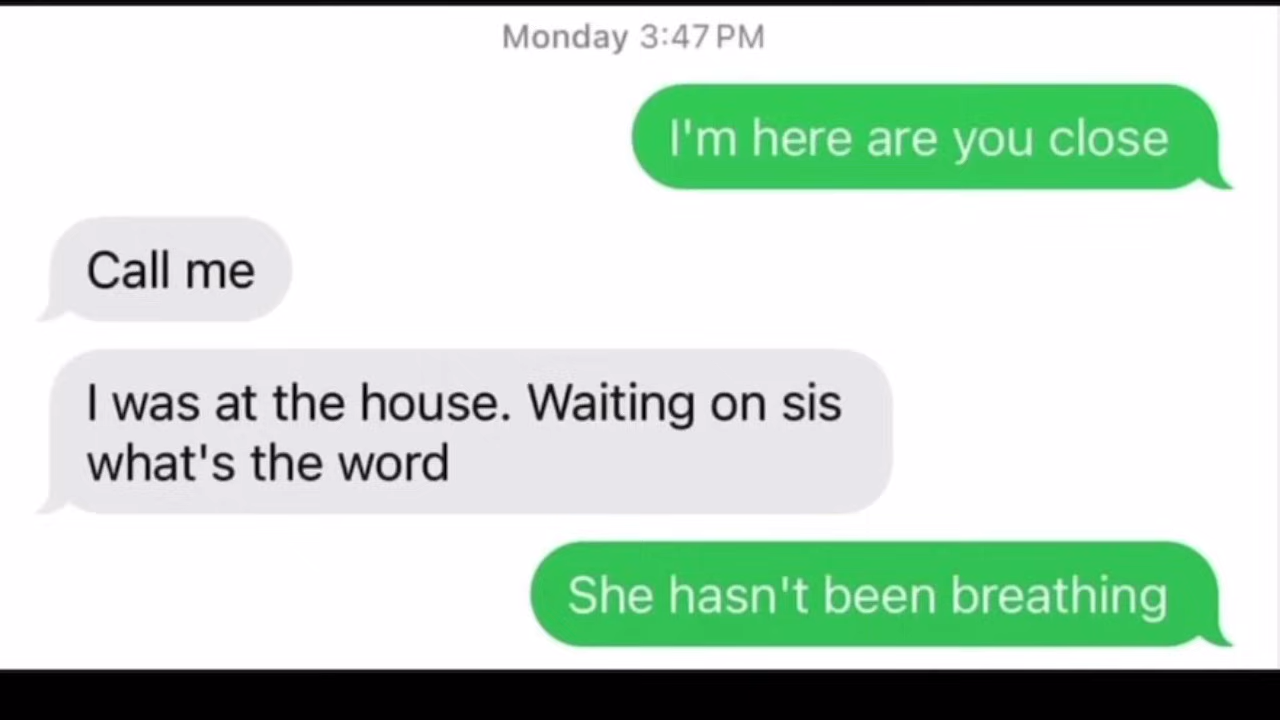 Monday 3:47 PM
I'm here are you close
Call me
I was at the house. Waiting on sis
what's the word
She hasn't been breathing